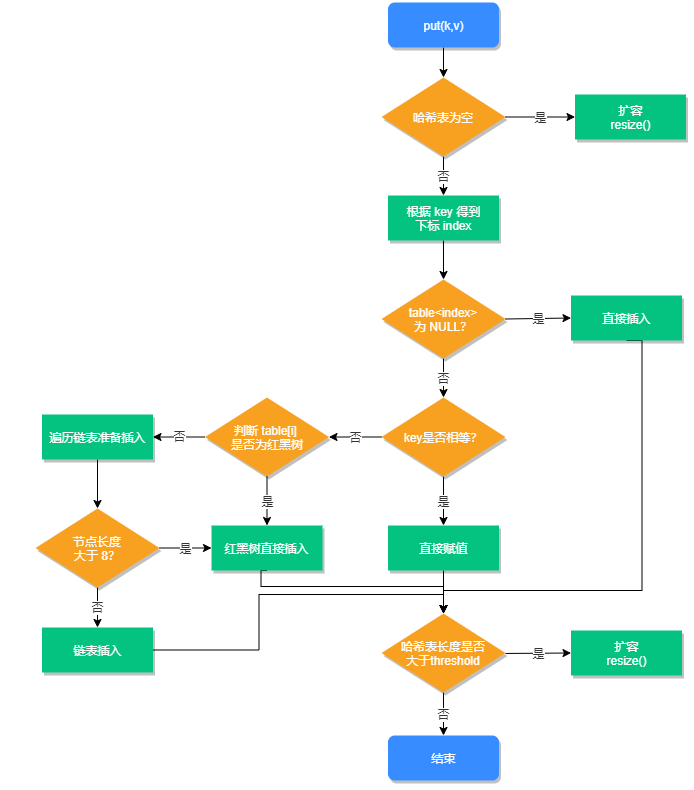 put(k,v)
哈希表为空
是
扩容
resize()
否
根据 key 得到
下标 index
table<index>
为 NULL?
是
直接插入
否
key是否相等?
否
判断 table[i]
是否为红黑树
否
遍历链表准备插入
是
是
节点长度
大于 8?
是
红黑树直接插入
直接赋值
否
链表插入
哈希表长度是否
大于threshold
是
扩容
resize()
否
结束